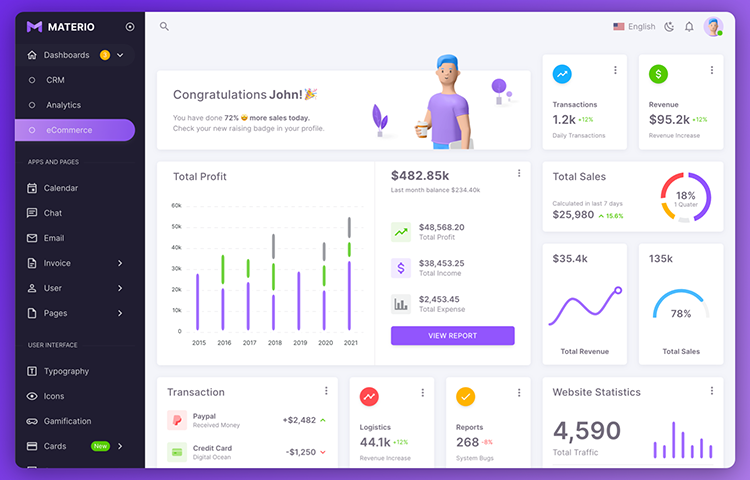 MATERIO
English
Dashboards 3
CRM
Analytics
eCommerce
APPS AND PAGES
Calendar
Chat
Email
Invoice
User
Pages
USER INTERFACE
Typography
Icons
Gamification
Cards New
Congratulations John! 🎉
You have done 72% 🤩 more sales today.
Check your new raising badge in your profile.
Transactions
1.2k +12%
Daily Transactions
$
Revenue
$95.2k +12%
Revenue Increase
Total Profit
60k
50k
40k
30k
20k
10k
0
2015 2016 2017 2018 2019 2020 2021
$482.85k
Last month balance $234.40k
$48,568.20
Total Profit
$
$38,453.25
Total Income
$2,453.45
Total Expense
VIEW REPORT
Total Sales
Calculated in last 7 days
$25,980 15.6%
18%
1 Quater
$35.4k
Total Revenue
135k
78%
Total Sales
Transaction
Paypal
Received Money
+$2,482
Credit Card
Digital Ocean
-$1,250
Logistics
44.1k +12%
Revenue Increase
Reports
268 -8%
System Bugs
Website Statistics
4,590
Total Traffic